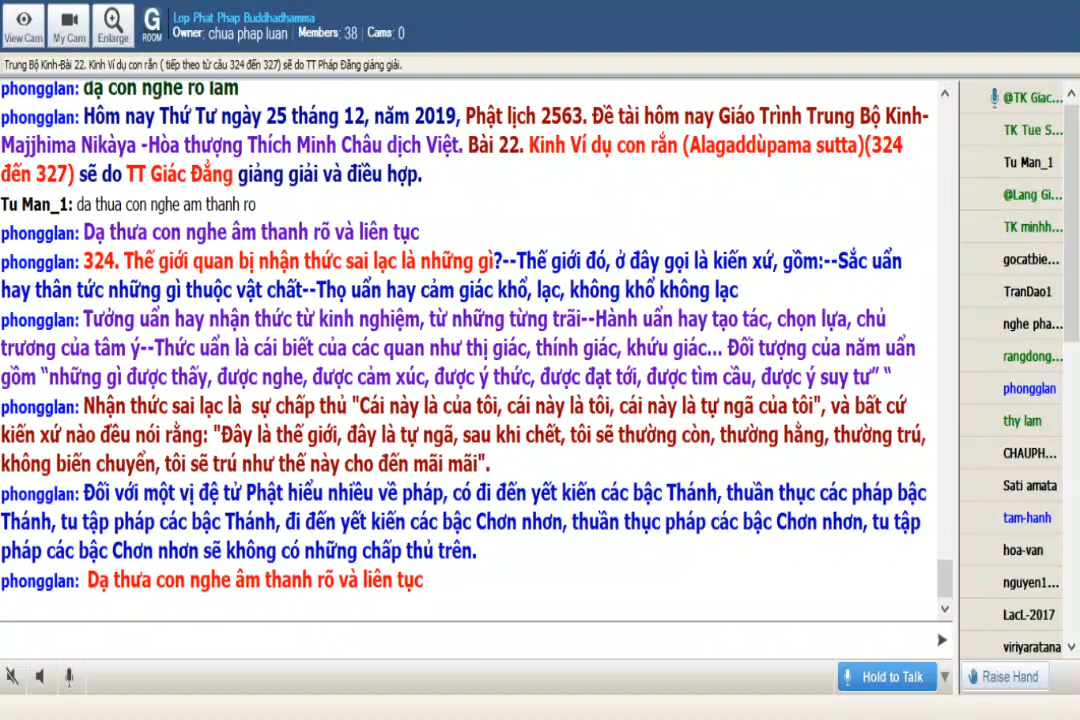 Lop Phat Phap Buddhadhamma
Owner: chua phap luan Members: 38 Cams: 0
View Cam My Cam Enlarge G ROOM
Trung Bộ Kinh-Bài 22. Kinh Ví dụ con rắn ( tiếp theo từ câu 324 đến 327) sẽ do TT Pháp Đăng giảng giải.
phongglan: dạ con nghe rõ lắm
phongglan: Hôm nay Thứ Tư ngày 25 tháng 12, năm 2019, Phật lịch 2563. Đề tài hôm nay Giáo Trình Trung Bộ Kinh-
Majjhima Nikàya -Hòa thượng Thích Minh Châu dịch Việt. Bài 22. Kinh Ví dụ con rắn (Alagaddùpama sutta)(324
đến 327) sẽ do TT Giác Đẳng giảng giải và điều hợp.
Tu Man_1: da thua con nghe am thanh ro
phongglan: Dạ thưa con nghe âm thanh rõ và liên tục
phongglan: 324. Thế giới quan bị nhận thức sai lạc là những gì?--Thế giới đó, ở đây gọi là kiến xứ, gồm:--Sắc uẩn
hay thân tức những gì thuộc vật chất--Thọ uẩn hay cảm giác khổ, lạc, không khổ không lạc
phongglan: Tưởng uẩn hay nhận thức từ kinh nghiệm, từ những từng trãi--Hành uẩn hay tạo tác, chọn lựa, chủ
trương của tâm ý--Thức uẩn là cái biết của các quan như thị giác, thính giác, khứu giác... Đối tượng của năm uẩn
gồm “những gì được thấy, được nghe, được cảm xúc, được ý thức, được đạt tới, được tìm cầu, được ý suy tư” “
phongglan: Nhận thức sai lạc là sự chấp thủ "Cái này là của tôi, cái này là tôi, cái này là tự ngã của tôi", và bất cứ
kiến xứ nào đều nói rằng: "Đây là thế giới, đây là tự ngã, sau khi chết, tôi sẽ thường còn, thường hằng, thường trú,
không biến chuyển, tôi sẽ trú như thế này cho đến mãi mãi".
phongglan: Đối với một vị đệ tử Phật hiểu nhiều về pháp, có đi đến yết kiến các bậc Thánh, thuần thục các pháp bậc
Thánh, tu tập pháp các bậc Thánh, đi đến yết kiến các bậc Chơn nhơn, thuần thục pháp các bậc Chơn nhơn, tu tập
pháp các bậc Chơn nhơn sẽ không có những chấp thủ trên.
phongglan: Dạ thưa con nghe âm thanh rõ và liên tục
@TK Giac...
TK Tue S...
Tu Man_1
@Lang Gi...
TK minhh...
gocatbie...
TranDao1
nghe pha...
rangdong...
phongglan
thy lam
CHAUPH...
Sati amata
tam-hanh
hoa-van
nguyen1...
LacL-2017
viriyaratana
Hold to Talk
Raise Hand